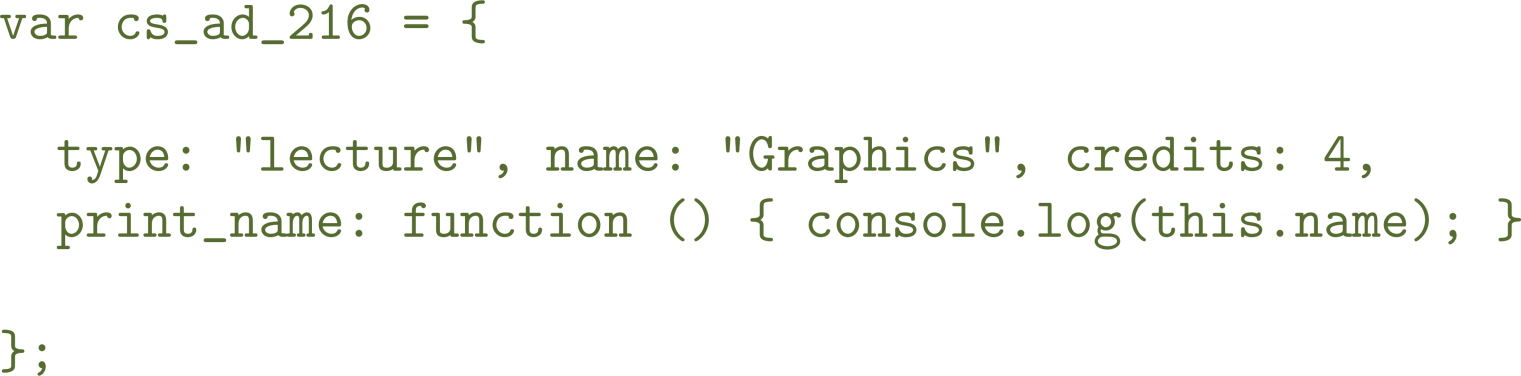 var cs_ad_216 = {
type: "lecture", name: "Graphics", credits: 4,
print_name: function () { console.log(this.name); }
};